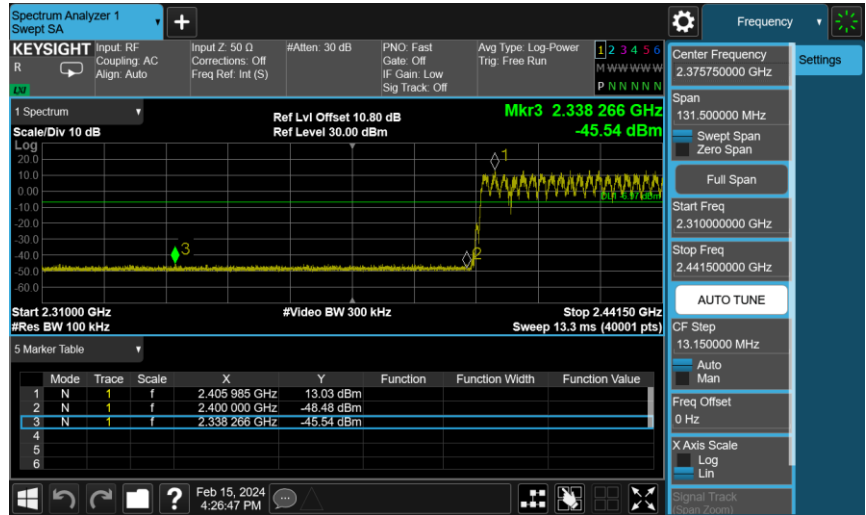 Spectrum Analyzer 1
Swept SA
Frequency
KEYSIGHT
R
LXI
Input: RF
Coupling: AC
Align: Auto
Input Z: 50 Ω
Corrections: Off
Freq Ref: Int (S)
#Atten: 30 dB
PNO: Fast
Gate: Off
IF Gain: Low
Sig Track: Off
Avg Type: Log-Power
Trig: Free Run
1 2 3 4 5 6
M W W W W W
P N N N N N
1 Spectrum
Scale/Div 10 dB
Ref Lvl Offset 10.80 dB
Ref Level 30.00 dBm
Mkr3 2.338 266 GHz
-45.54 dBm
Log
20.0
10.0
0.00
-10.0
-20.0
-30.0
-40.0
-50.0
-60.0
1
2
3
Start 2.31000 GHz
#Res BW 100 kHz
#Video BW 300 kHz
Stop 2.44150 GHz
Sweep 13.3 ms (40001 pts)
5 Marker Table
Mode Trace Scale X Y Function Function Width Function Value
1 N 1 f 2.405 985 GHz 13.03 dBm
2 N 1 f 2.400 000 GHz -48.48 dBm
3 N 1 f 2.338 266 GHz -45.54 dBm
4
5
6
Feb 15, 2024
4:26:47 PM
?
Center Frequency
2.375750000 GHz
Span
131.500000 MHz
Swept Span
Zero Span
Full Span
Start Freq
2.310000000 GHz
Stop Freq
2.441500000 GHz
AUTO TUNE
CF Step
13.150000 MHz
Auto
Man
Freq Offset
0 Hz
X Axis Scale
Log
Lin
Signal Track
(Span Zoom)
Settings